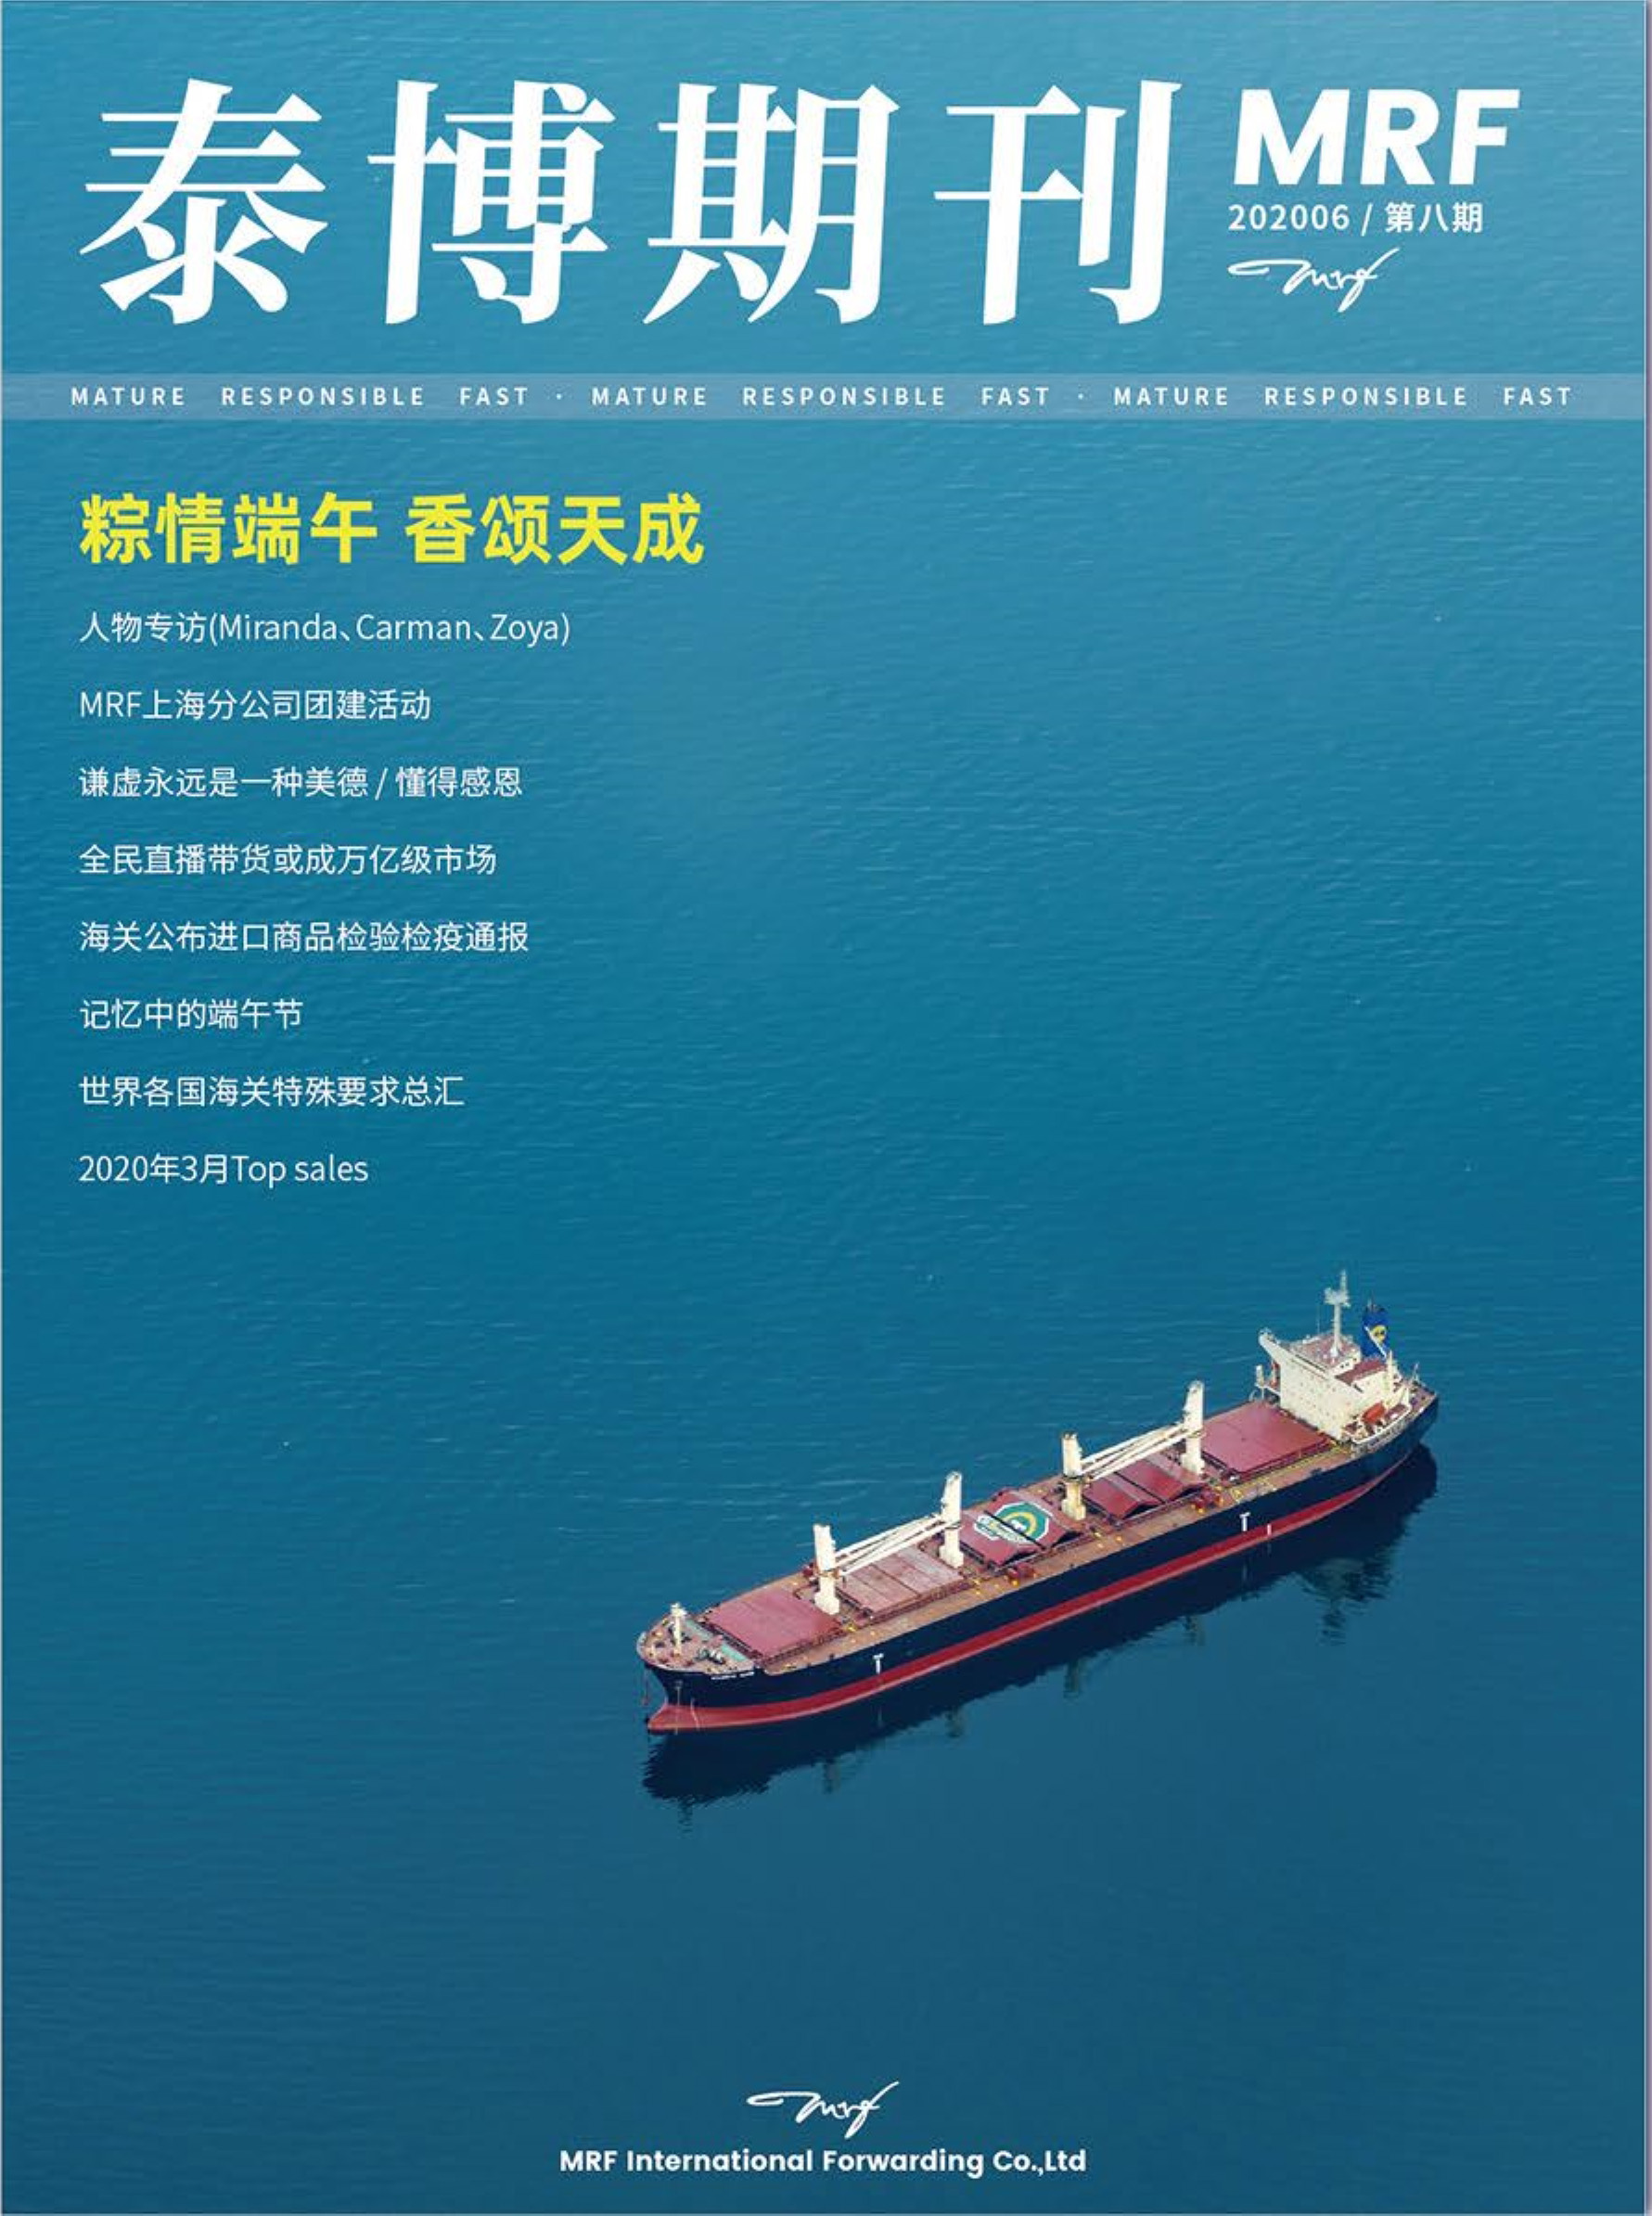 泰博期刊
MRF
202006 / 第八期
mrf
MATURE RESPONSIBLE FAST · MATURE RESPONSIBLE FAST · MATURE RESPONSIBLE FAST
粽情端午 香颂天成
人物专访(Miranda、Carman、Zoya)
MRF上海分公司团建活动
谦虚永远是一种美德 / 懂得感恩
全民直播带货或成万亿级市场
海关公布进口商品检验检疫通报
记忆中的端午节
世界各国海关特殊要求总汇
2020年3月Top sales
mrf
MRF International Forwarding Co.,Ltd